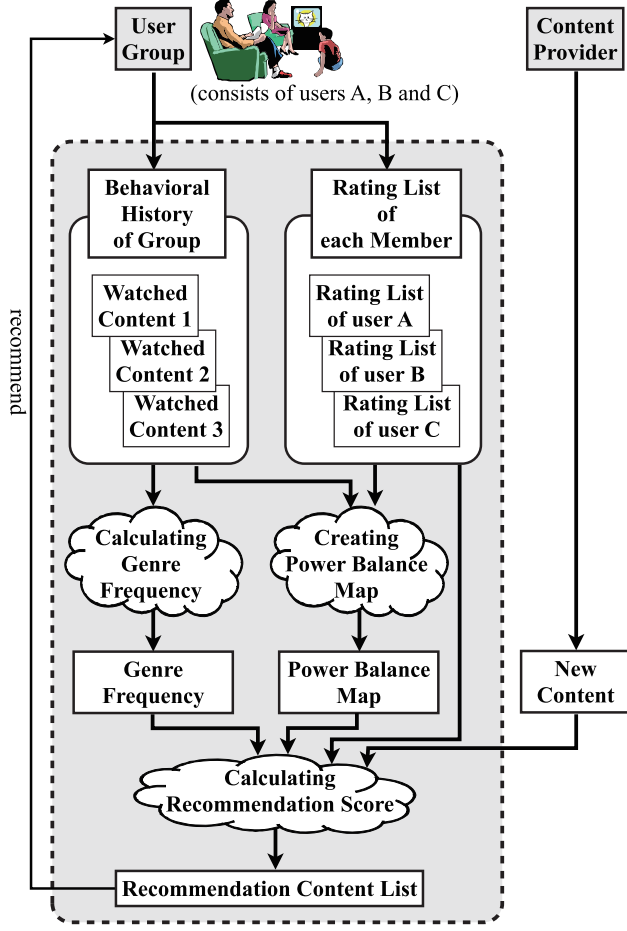 User
Group
Content
Provider
(consists of users A, B and C)
Behavioral
History
of Group
Rating List
of
each Member
Watched
Content 1
Watched
Content 2
Watched
Content 3
Rating List
of user A
Rating List
of user B
Rating List
of user C
recommend
Calculating
Genre
Frequency
Creating
Power Balance
Map
Genre
Frequency
Power Balance
Map
New
Content
Calculating
Recommendation Score
Recommendation Content List